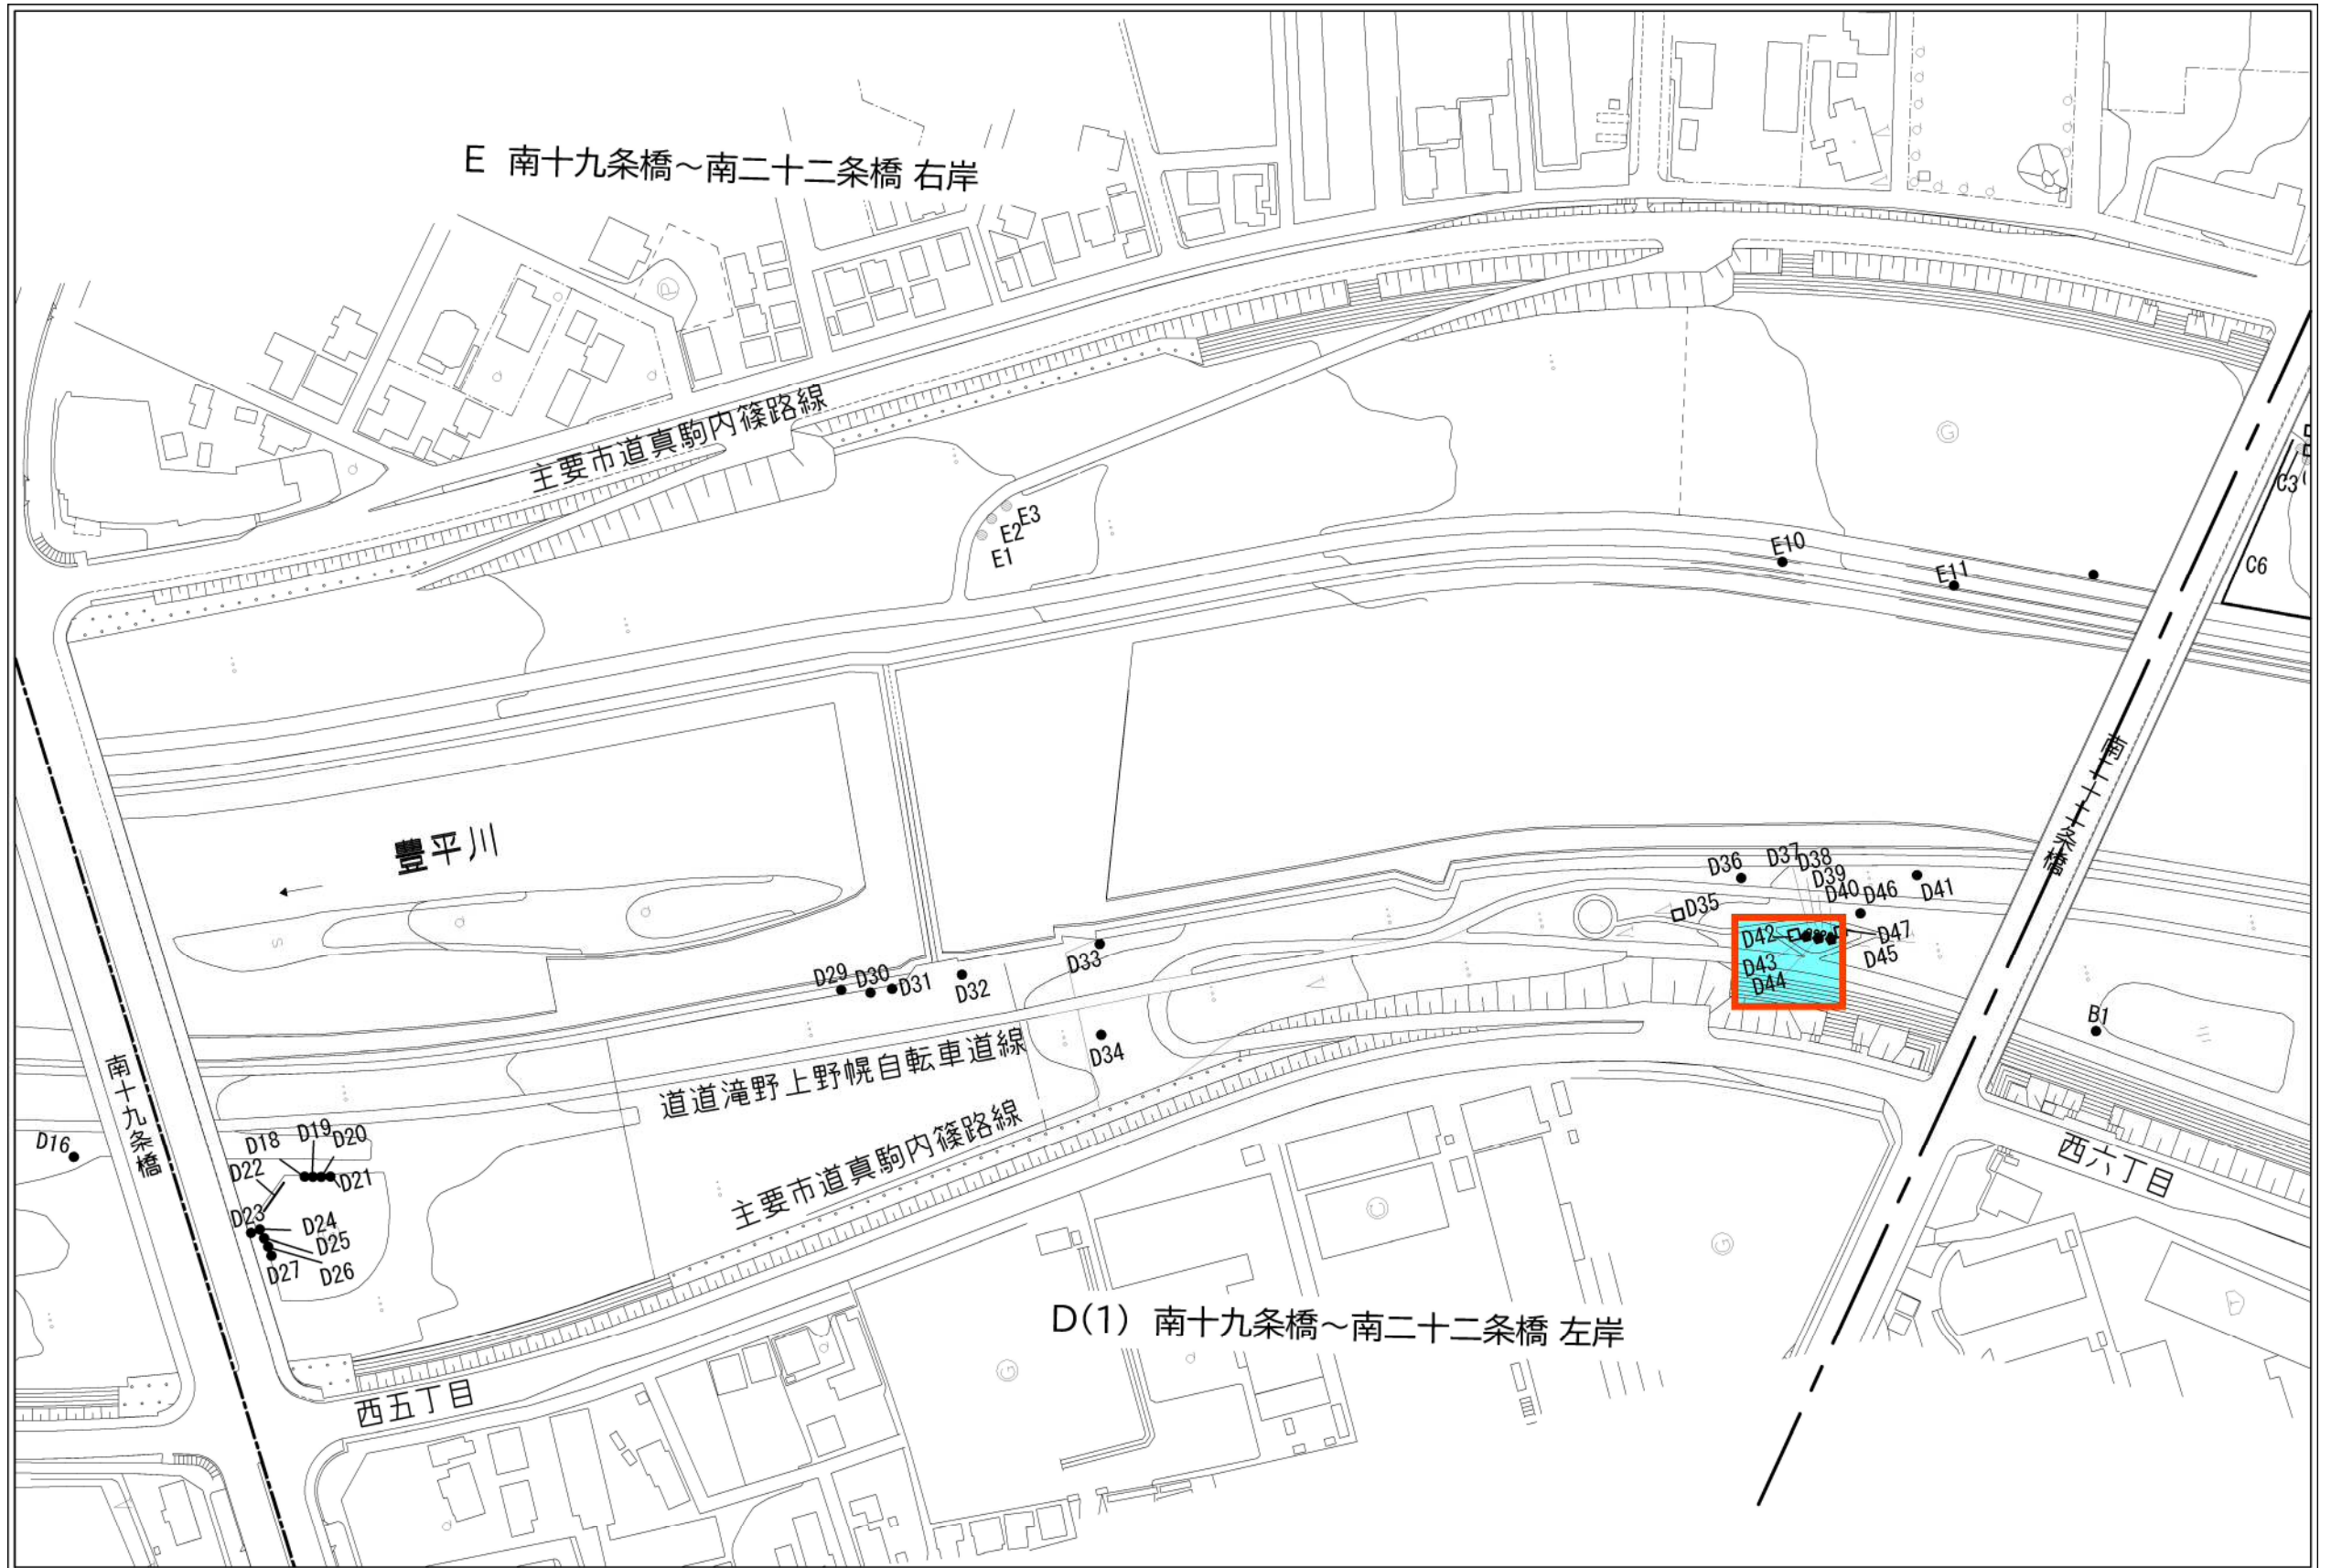 E 南十九条橋～南二十二条橋 右岸
主要市道真駒内篠路線
E3
E2
E1
E10
E11
C3
C6
南二十二条橋
豊平川
D36
D37
D38
D39
D40
D46
D41
D35
D42
D47
D43
D45
D44
D29
D30
D31
D32
D33
D34
B1
道道滝野上野幌自転車道線
主要市道真駒内篠路線
南十九条橋
D16
D18
D19
D20
D22
D21
D23
D24
D25
D27
D26
西六丁目
D(1) 南十九条橋～南二十二条橋 左岸
西五丁目